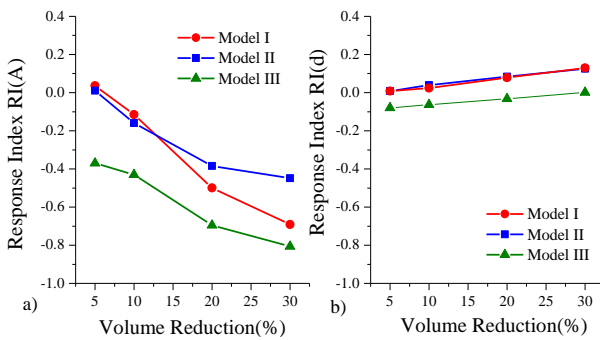 0.4
0.2
0.0
-0.2
-0.4
-0.6
-0.8
-1.0
Response Index RI(A)
Model I
Model II
Model III
5 10 15 20 25 30
a)
Volume Reduction(%)
0.4
0.2
0.0
-0.2
-0.4
-0.6
-0.8
-1.0
Response Index RI(d)
Model I
Model II
Model III
5 10 15 20 25 30
b)
Volume Reduction(%)